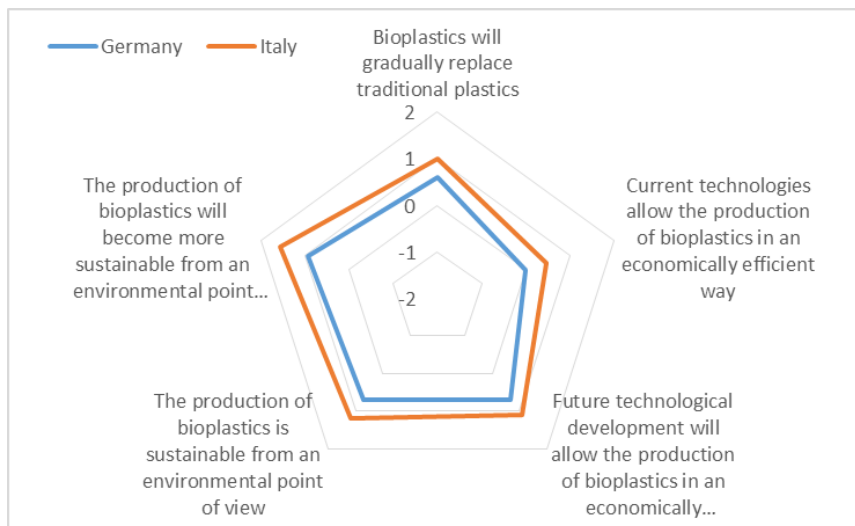 Germany
Italy
Bioplastics will
gradually replace
traditional plastics
2
1
0
-1
-2
Current technologies
allow the production
of bioplastics in an
economically efficient
way
Future technological
development will
allow the production
of bioplastics in an
economically...
The production of
bioplastics is
sustainable from an
environmental point
of view
The production of
bioplastics will
become more
sustainable from an
environmental point...